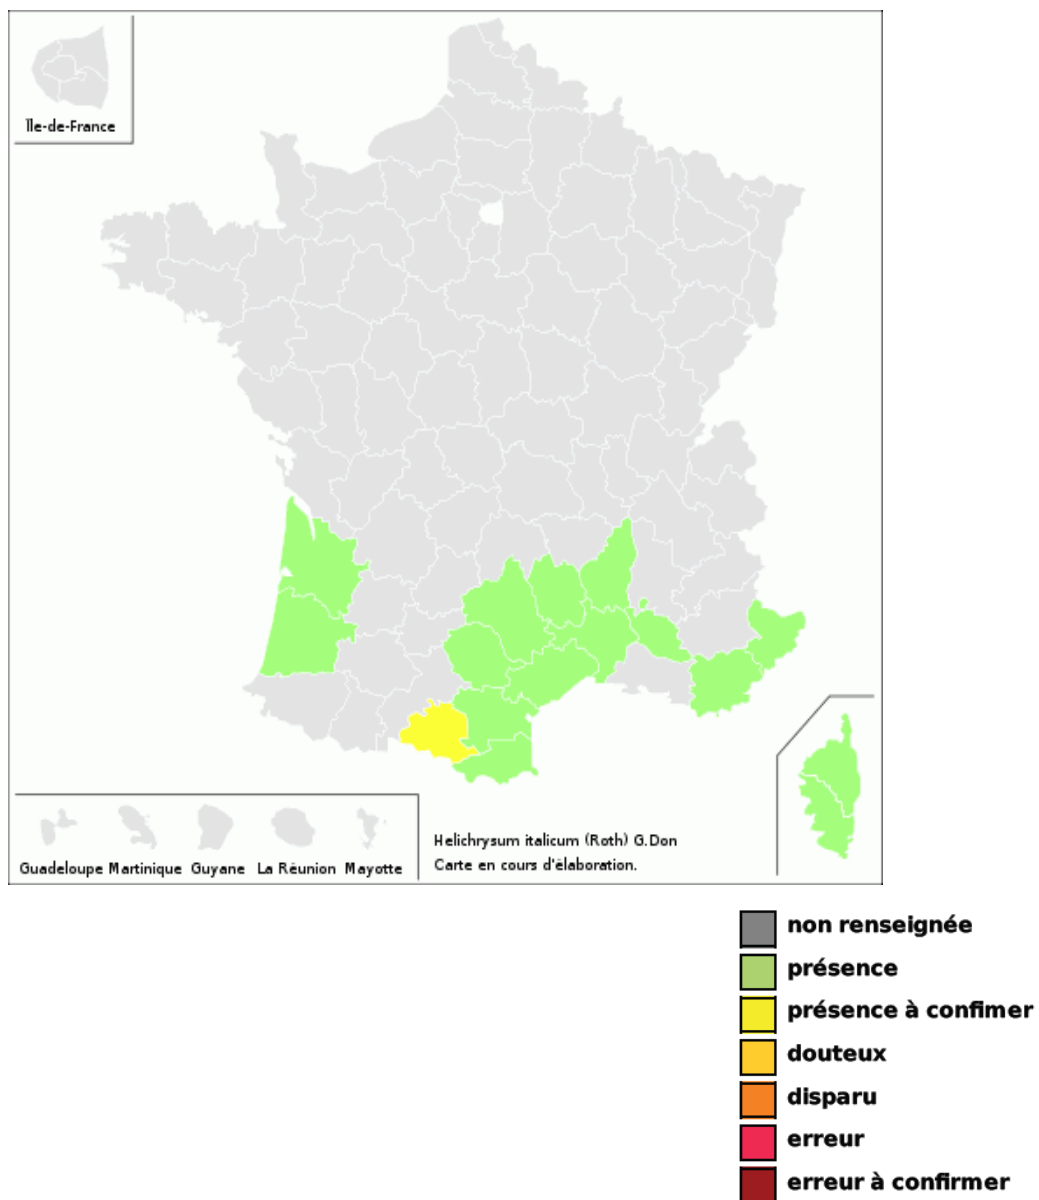 Île-de-France
Guadeloupe Martinique Guyane La Réunion Mayotte
Helichrysum italicum (Roth) G.Don
Carte en cours d'élaboration.
non renseignée
présence
présence à confimer
douteux
disparu
erreur
erreur à confirmer